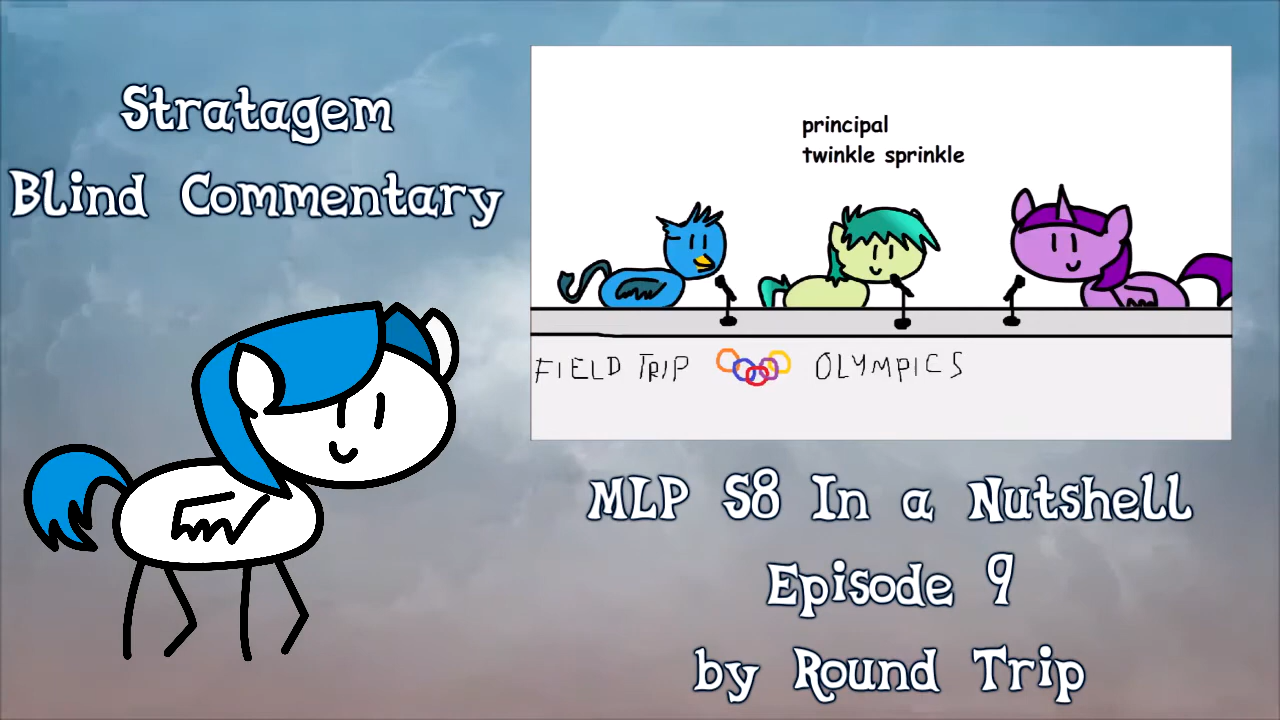 Stratagem
Blind Commentary
principal
twinkle sprinkle
FIELD TRIP OLYMPICS
MLP S8 In a Nutshell
Episode 9
by Round Trip